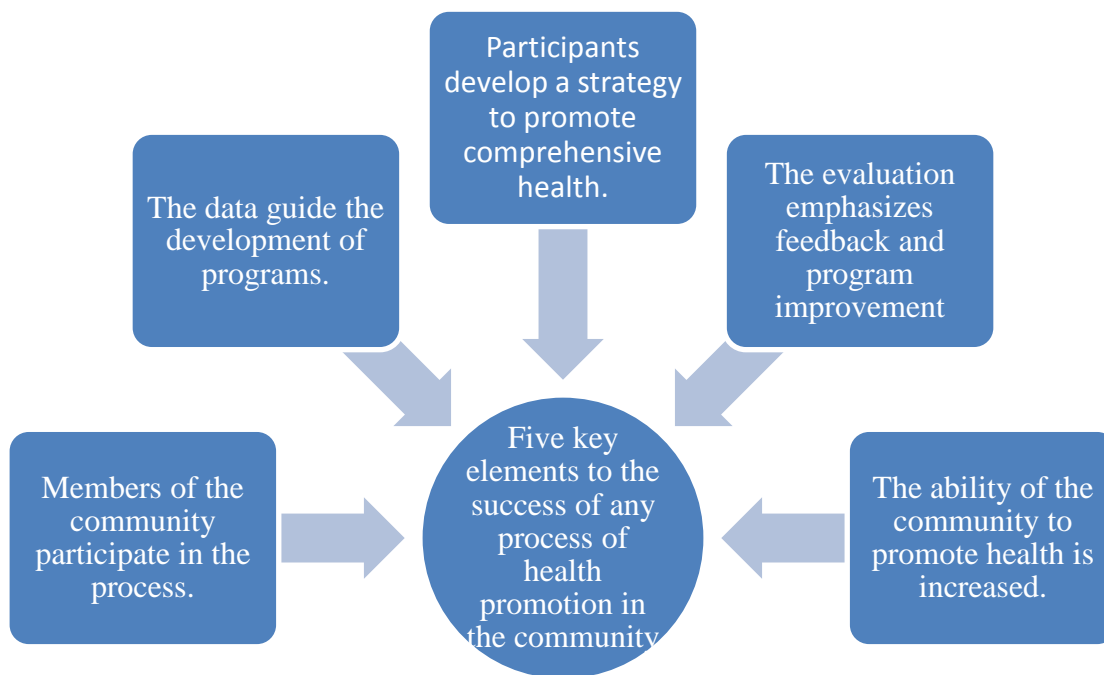 Participants
develop a strategy
to promote
comprehensive
health.
The data guide the
development of
programs.
The evaluation
emphasizes
feedback and
program
improvement
Members of the
community
participate in the
process.
Five key
elements to the
success of any
process of
health
promotion in
the community
The ability of the
community to
promote health is
increased.